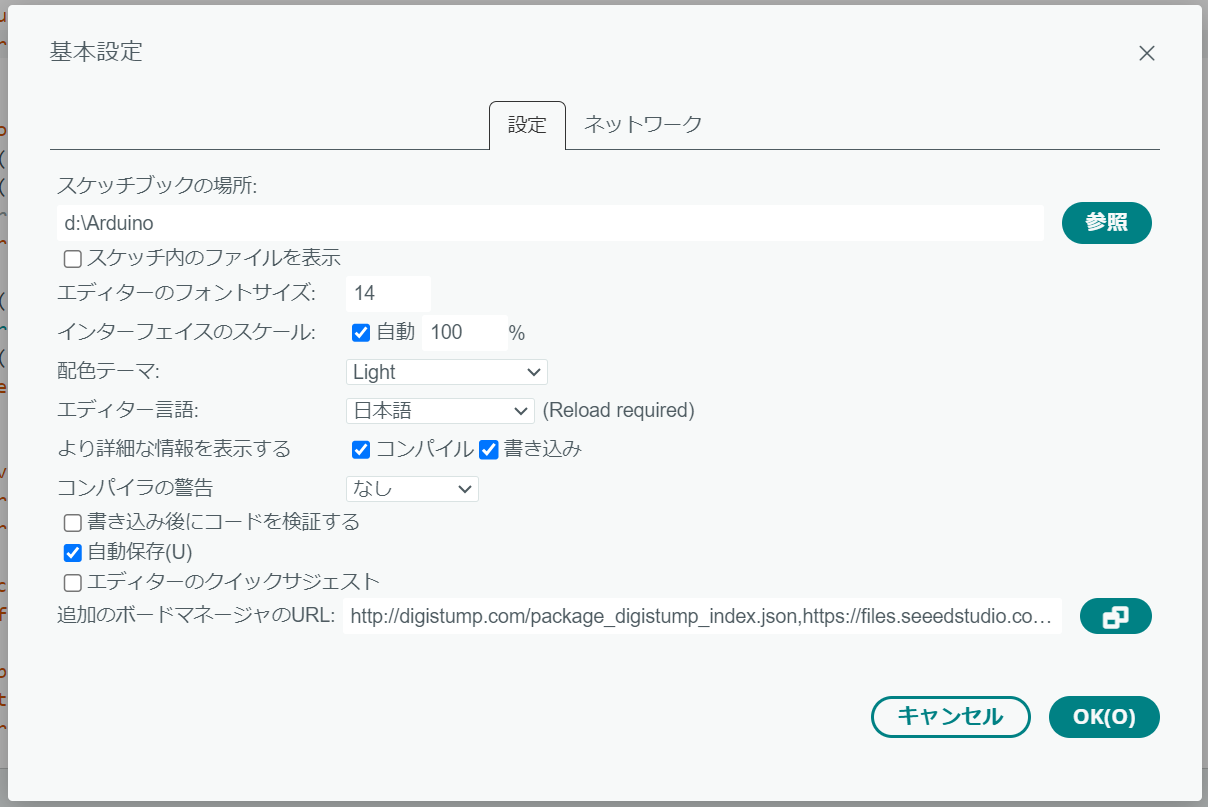 基本設定
設定 ネットワーク
スケッチブックの場所:
d:\Arduino 参照
スケッチ内のファイルを表示
エディターのフォントサイズ: 14
インターフェイスのスケール: 自動 100 %
配色テーマ: Light
エディター言語: 日本語 (Reload required)
より詳細な情報を表示する コンパイル 書き込み
コンパイラの警告 なし
書き込み後にコードを検証する
自動保存(U)
エディターのクイックサジェスト
追加のボードマネージャのURL: http://digistump.com/package_digistump_index.json,https://files.seeedstudio.co…
キャンセル OK(O)